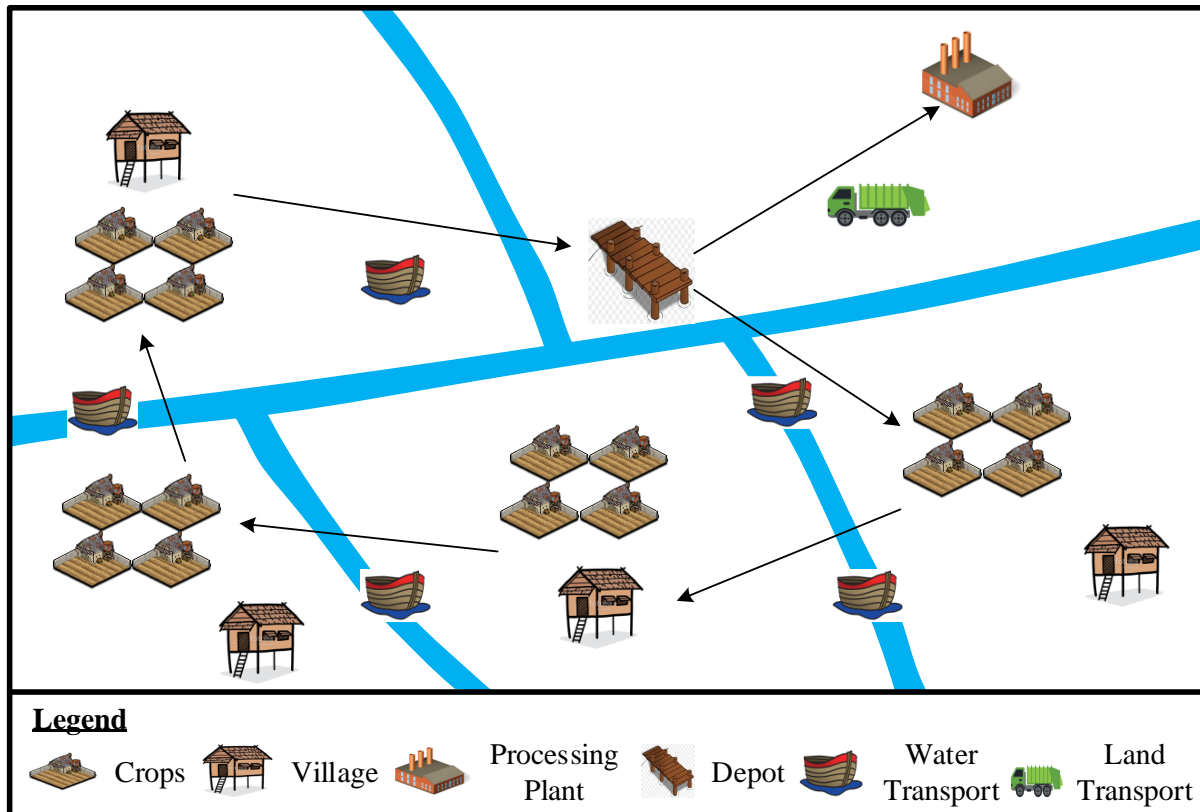 Legend
Crops
Village
Processing
Plant
Depot
Water
Transport
Land
Transport